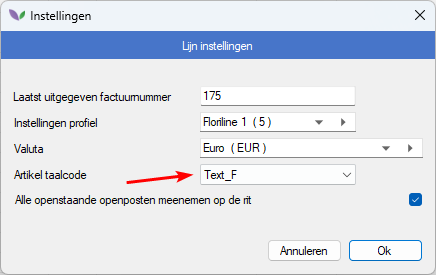 Instellingen
Lijn instellingen
Laatst uitgegeven factuurnummer 175
Instellingen profiel Floriline 1 ( 5 )
Valuta Euro ( EUR )
Artikel taalcode Text_F
Alle openstaande openposten meenemen op de rit
Annuleren Ok